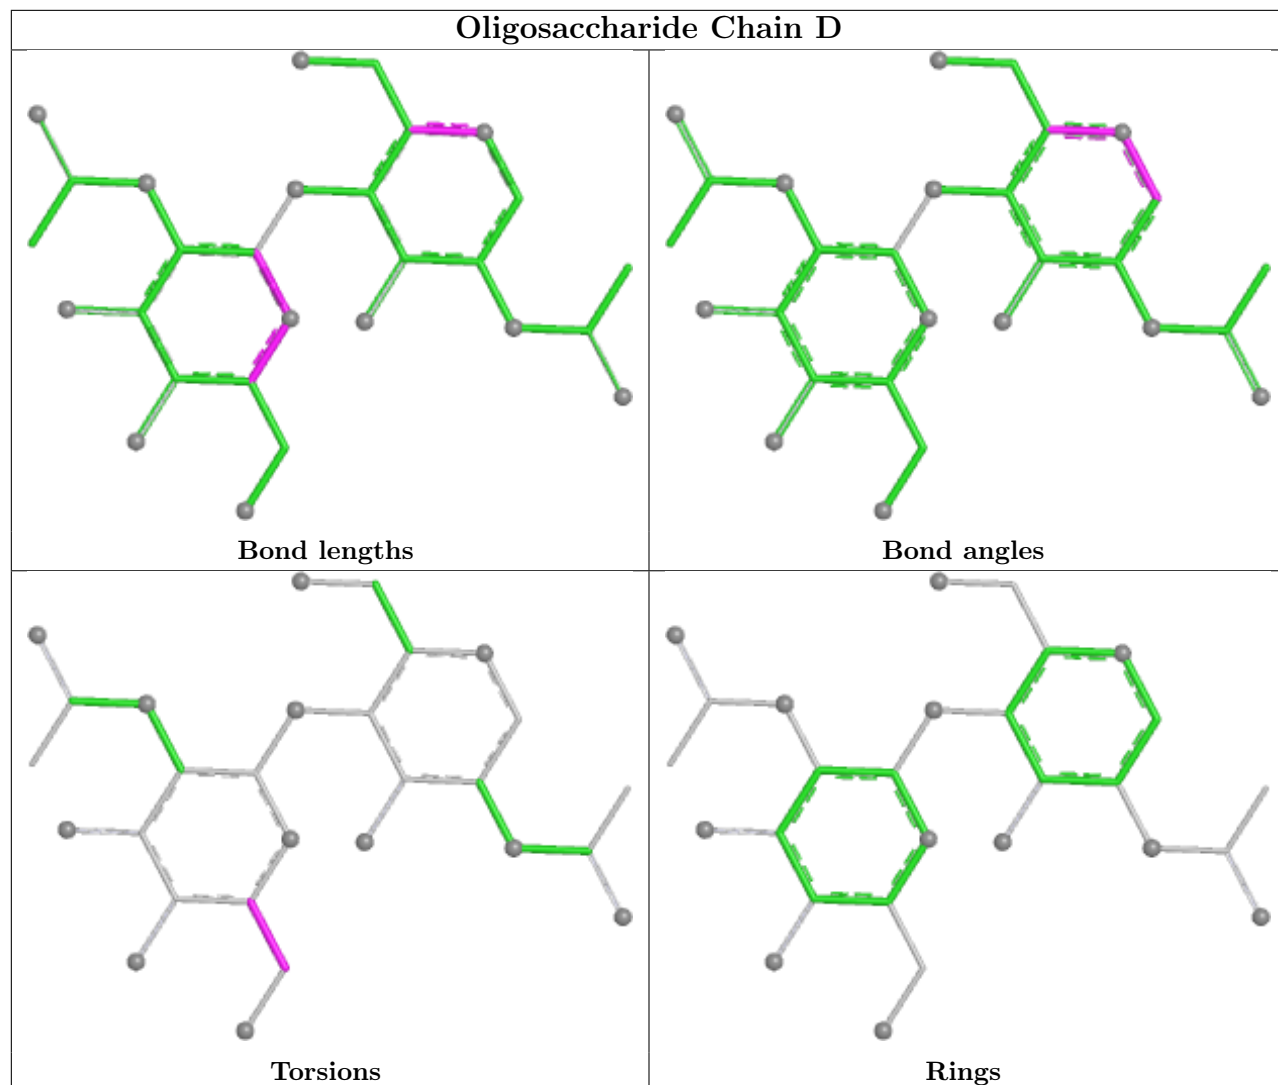 Oligosaccharide Chain D
Bond lengths
Bond angles
Torsions
Rings